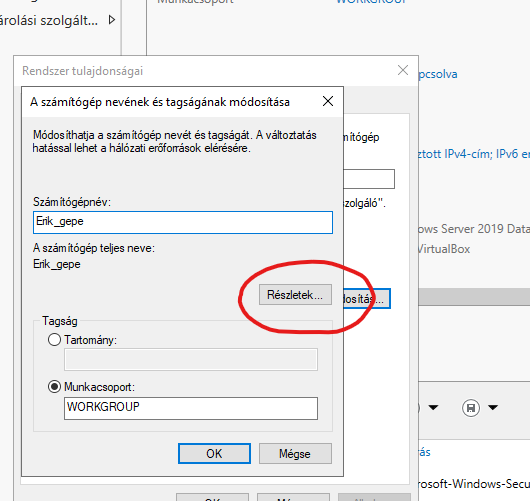 árolási szolgált...
Munkacsoport
WORKGROUP
Rendszer tulajdonságai
pcsolva
A számítógép nevének és tagságának módosítása
Módosíthatja a számítógép nevét és tagságát. A változtatás
hatással lehet a hálózati erőforrások elérésére.
számítógép
ztott IPv4-cím; IPv6 en
Számítógépnév:
szolgáló".
Erik_gepe
ows Server 2019 Data
A számítógép teljes neve:
VirtualBox
Erik_gepe
Részletek...
dosítás...
Tagság
Tartomány:
Munkacsoport:
WORKGROUP
OK
Mégse
rás
rosoft-Windows-Secu